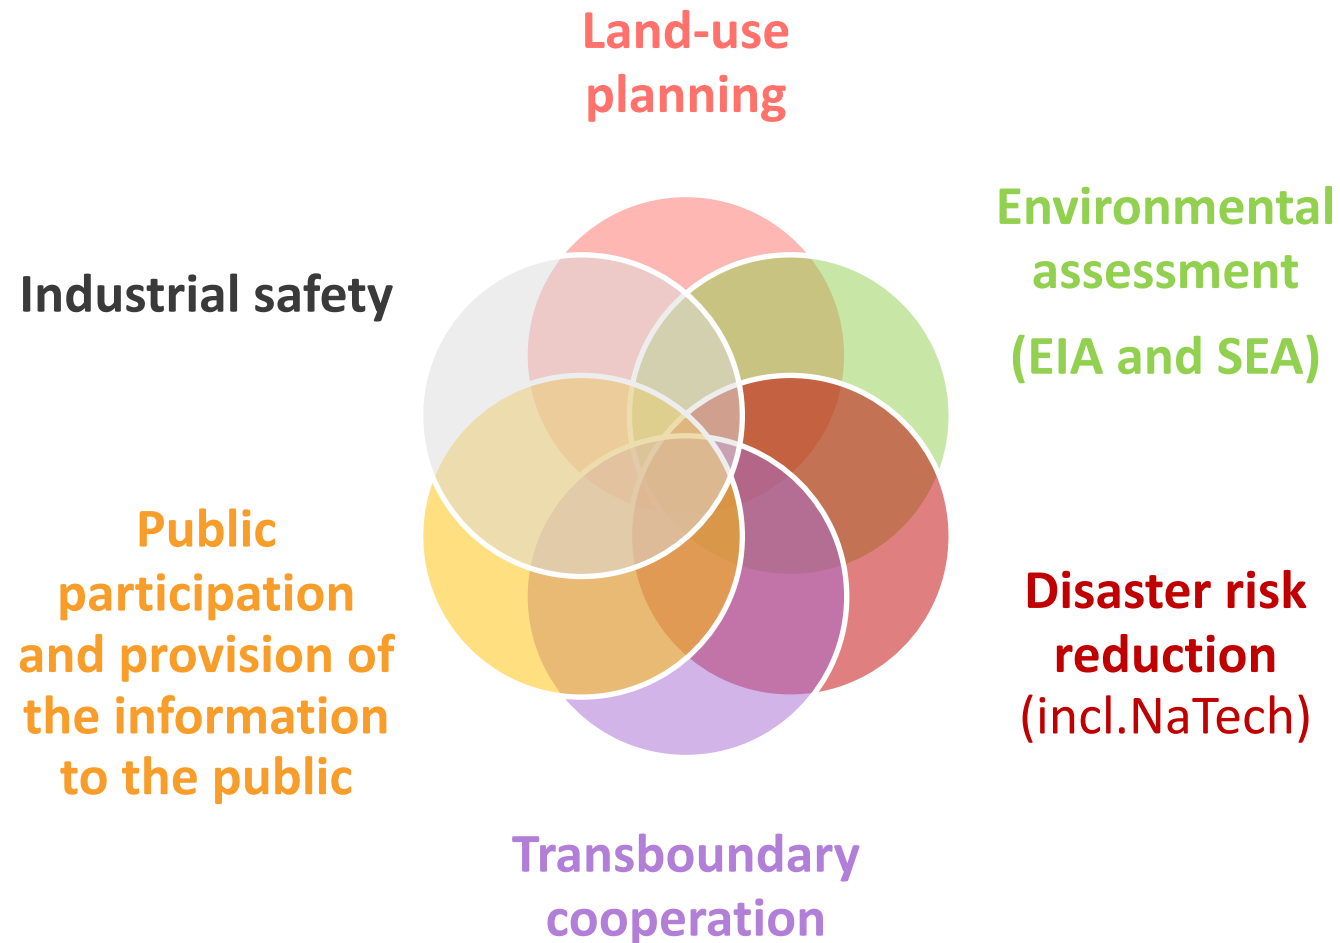 Land-use
planning
Environmental
assessment
(EIA and SEA)
Industrial safety
Public
participation
and provision of
the information
to the public
Disaster risk
reduction
(incl.NaTech)
Transboundary
cooperation